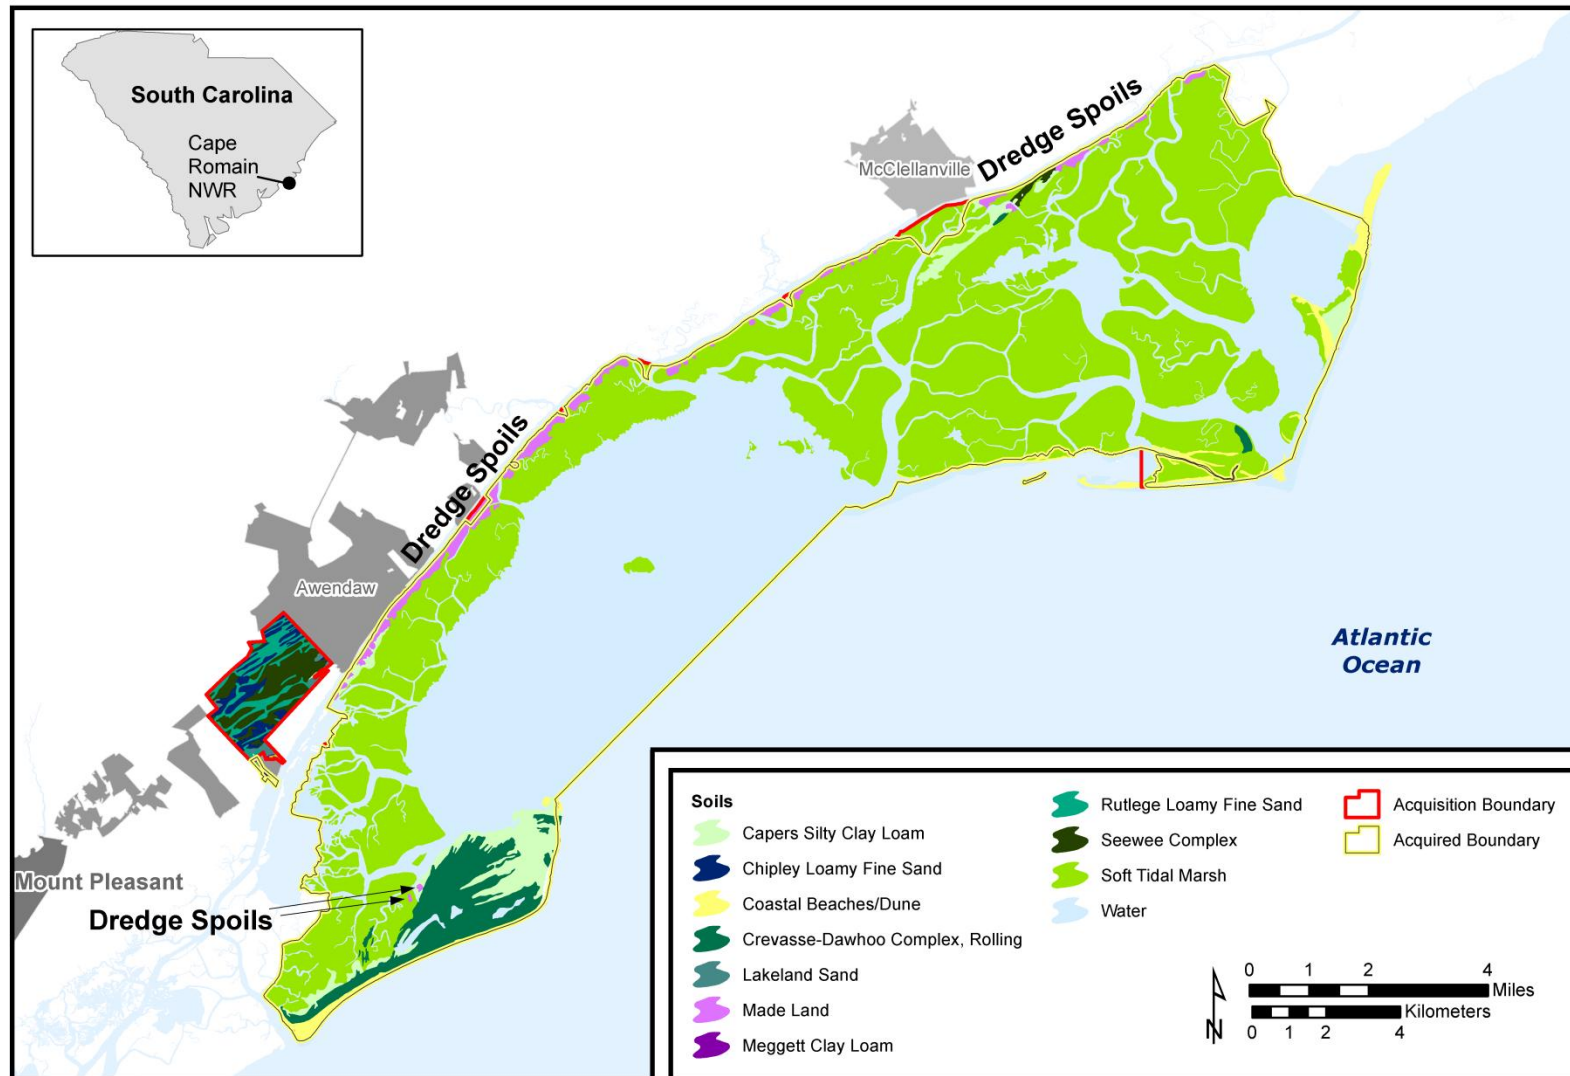 South Carolina
Cape
Romain
NWR
McClellanville
Dredge Spoils
Dredge Spoils
Awendaw
Atlantic
Ocean
Mount Pleasant
Dredge Spoils
Soils
Capers Silty Clay Loam
Chipley Loamy Fine Sand
Coastal Beaches/Dune
Crevasse-Dawhoo Complex, Rolling
Lakeland Sand
Made Land
Meggett Clay Loam
Rutlege Loamy Fine Sand
Seewee Complex
Soft Tidal Marsh
Water
Acquisition Boundary
Acquired Boundary
N
0 1 2 4
Miles
Kilometers
0 1 2 4